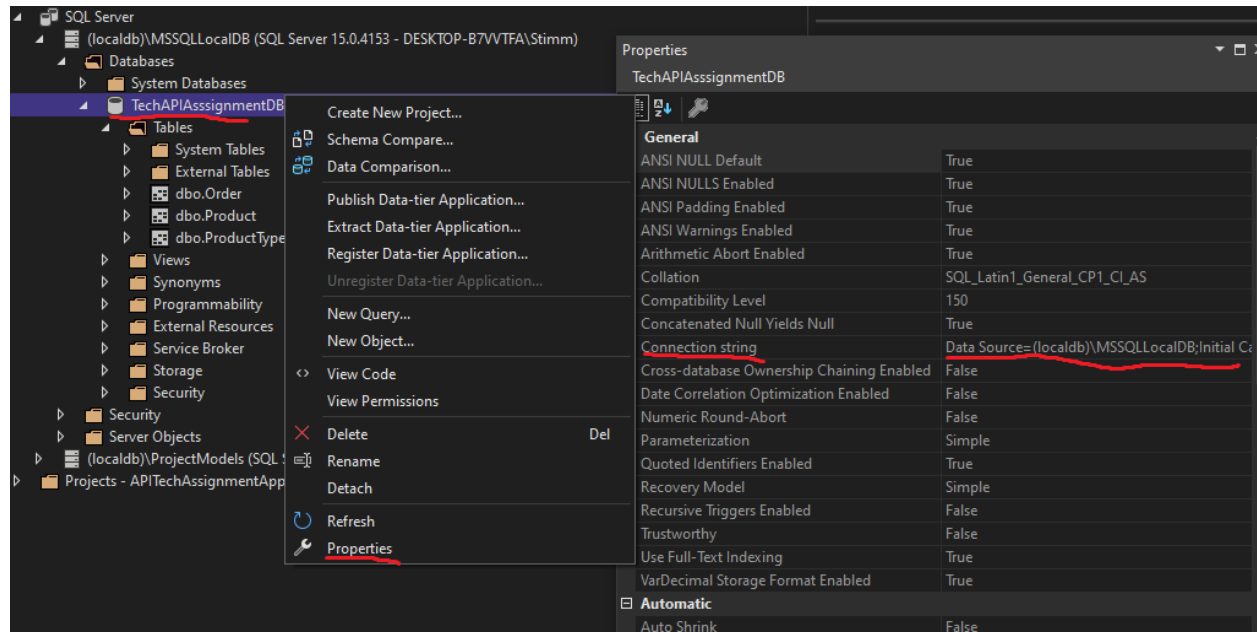 SQL Server
(localdb)\MSSQLLocalDB (SQL Server 15.0.4153 - DESKTOP-B7VVTFA\Stimm)
Databases
System Databases
TechAPIAsssignmentDB
Tables
System Tables
External Tables
dbo.Order
dbo.Product
dbo.ProductType
Views
Synonyms
Programmability
External Resources
Service Broker
Storage
Security
Security
Server Objects
(localdb)\ProjectModels (SQL
Projects - APITechAssignmentApp
Create New Project...
Schema Compare...
Data Comparison...
Publish Data-tier Application...
Extract Data-tier Application...
Register Data-tier Application...
Unregister Data-tier Application...
New Query...
New Object...
View Code
View Permissions
Delete Del
Rename
Detach
Refresh
Properties
Properties
TechAPIAsssignmentDB
General
ANSI NULL Default True
ANSI NULLS Enabled True
ANSI Padding Enabled True
ANSI Warnings Enabled True
Arithmetic Abort Enabled True
Collation SQL_Latin1_General_CP1_CI_AS
Compatibility Level 150
Concatenated Null Yields Null True
Connection string Data Source=(localdb)\MSSQLLocalDB;Initial Ca
Cross-database Ownership Chaining Enabled False
Date Correlation Optimization Enabled False
Numeric Round-Abort False
Parameterization Simple
Quoted Identifiers Enabled True
Recovery Model Simple
Recursive Triggers Enabled False
Trustworthy False
Use Full-Text Indexing True
VarDecimal Storage Format Enabled True
Automatic
Auto Shrink False